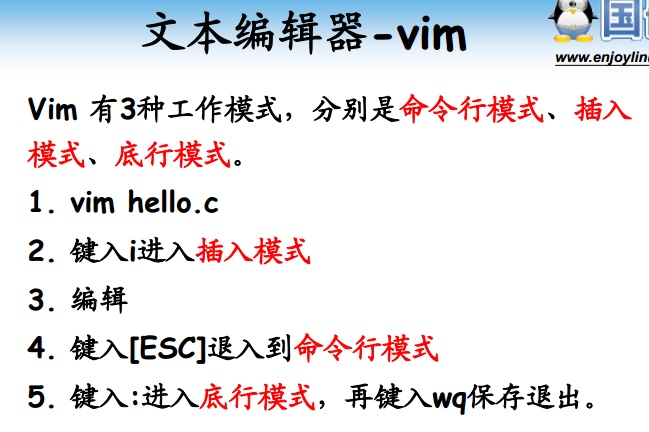 文本编辑器-vim
国
www.enjoylinu
Vim 有3种工作模式，分别是命令行模式、插入
模式、底行模式。
1. vim hello.c
2. 键入i进入插入模式
3. 编辑
4. 键入[ESC]退入到命令行模式
5. 键入:进入底行模式，再键入wq保存退出。